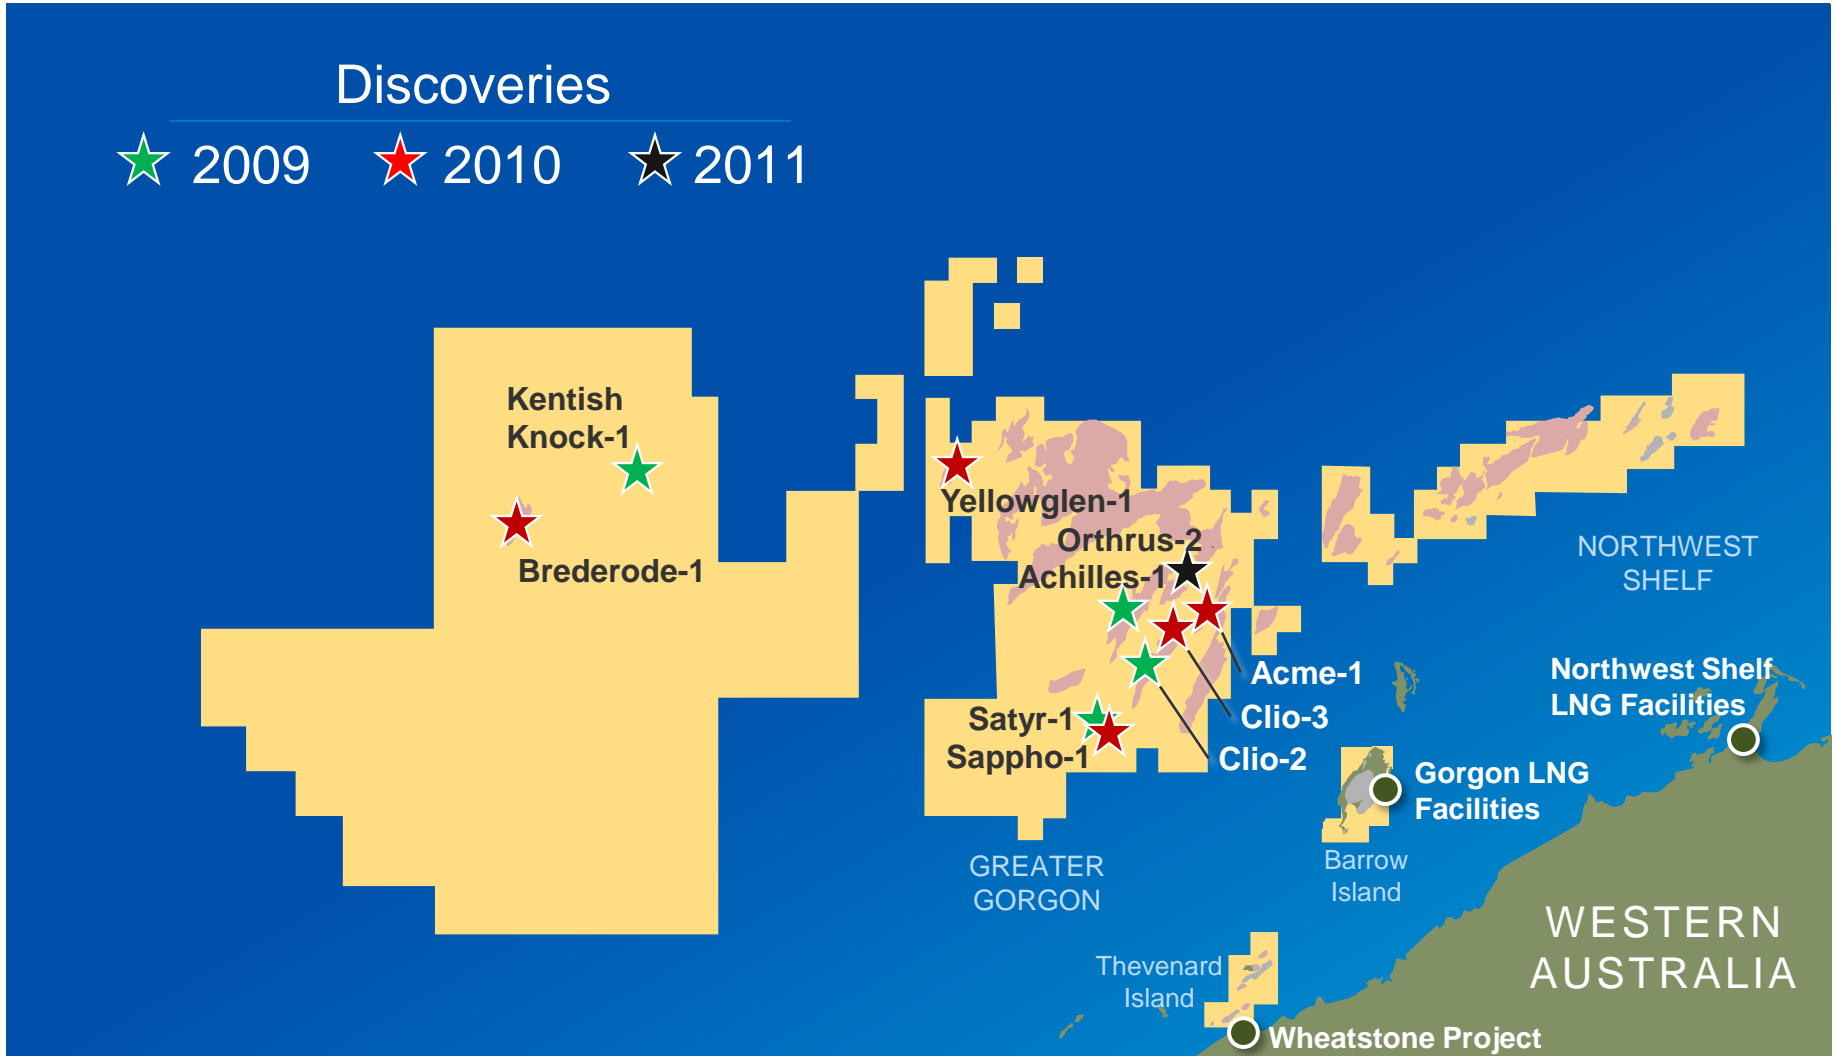 Discoveries
2009
2010
2011
Kentish
Knock-1
Brederode-1
Yellowglen-1
Orthrus-2
Achilles-1
Acme-1
Clio-3
Clio-2
Satyr-1
Sappho-1
GREATER
GORGON
NORTHWEST
SHELF
Northwest Shelf
LNG Facilities
Gorgon LNG
Facilities
Barrow
Island
WESTERN
AUSTRALIA
Thevenard
Island
Wheatstone Project